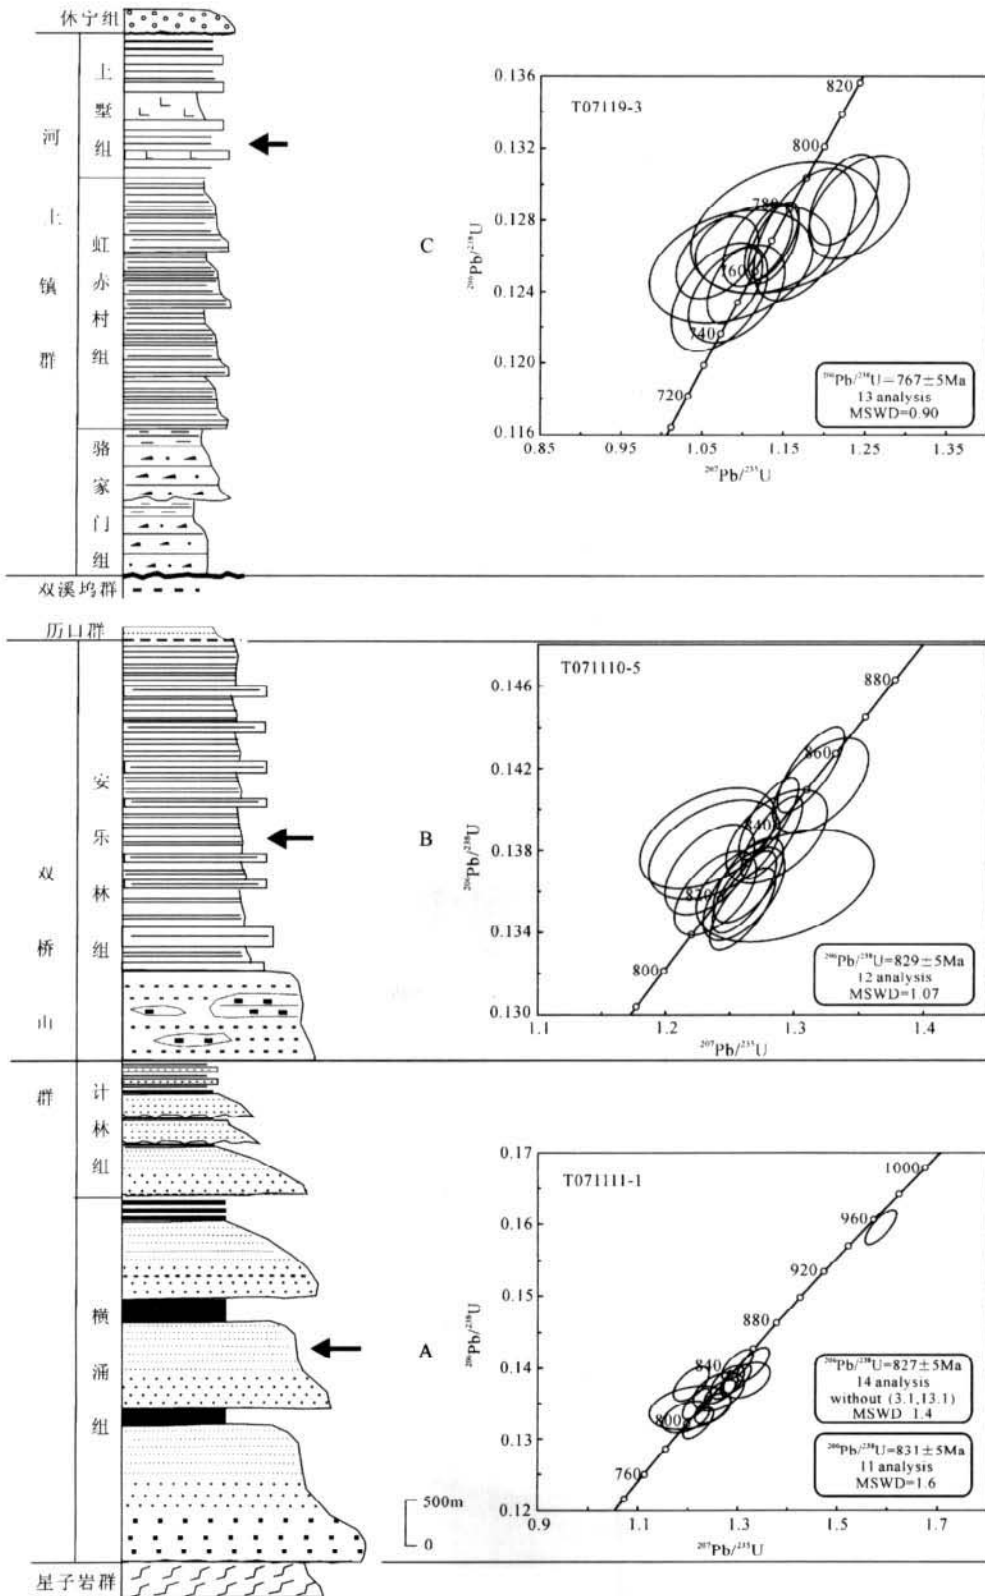 休宁组
河上镇群
上墅组
虹赤村组
骆家门组
双溪坞群
C
T07119-3
0.136
0.132
0.128
0.124
0.120
0.116
²⁰⁶Pb/²³⁸U
820
800
780
760
740
720
²⁰⁶Pb/²³⁸U=767±5Ma
13 analysis
MSWD=0.90
0.85
0.95
1.05
1.15
1.25
1.35
²⁰⁷Pb/²³⁵U
历口群
双桥山群
安乐林组
计林组
横涌组
星子岩群
B
T071110-5
0.146
0.142
0.138
0.134
0.130
²⁰⁶Pb/²³⁸U
880
860
840
820
800
²⁰⁶Pb/²³⁸U=829±5Ma
12 analysis
MSWD=1.07
1.1
1.2
1.3
1.4
²⁰⁷Pb/²³⁵U
A
T071111-1
0.17
0.16
0.15
0.14
0.13
0.12
²⁰⁶Pb/²³⁸U
1000
960
920
880
840
800
760
²⁰⁶Pb/²³⁸U=827±5Ma
14 analysis
without (3.1,13.1)
MSWD 1.4
²⁰⁶Pb/²³⁸U=831±5Ma
11 analysis
MSWD=1.6
0.9
1.1
1.3
1.5
1.7
²⁰⁷Pb/²³⁵U
500m
0